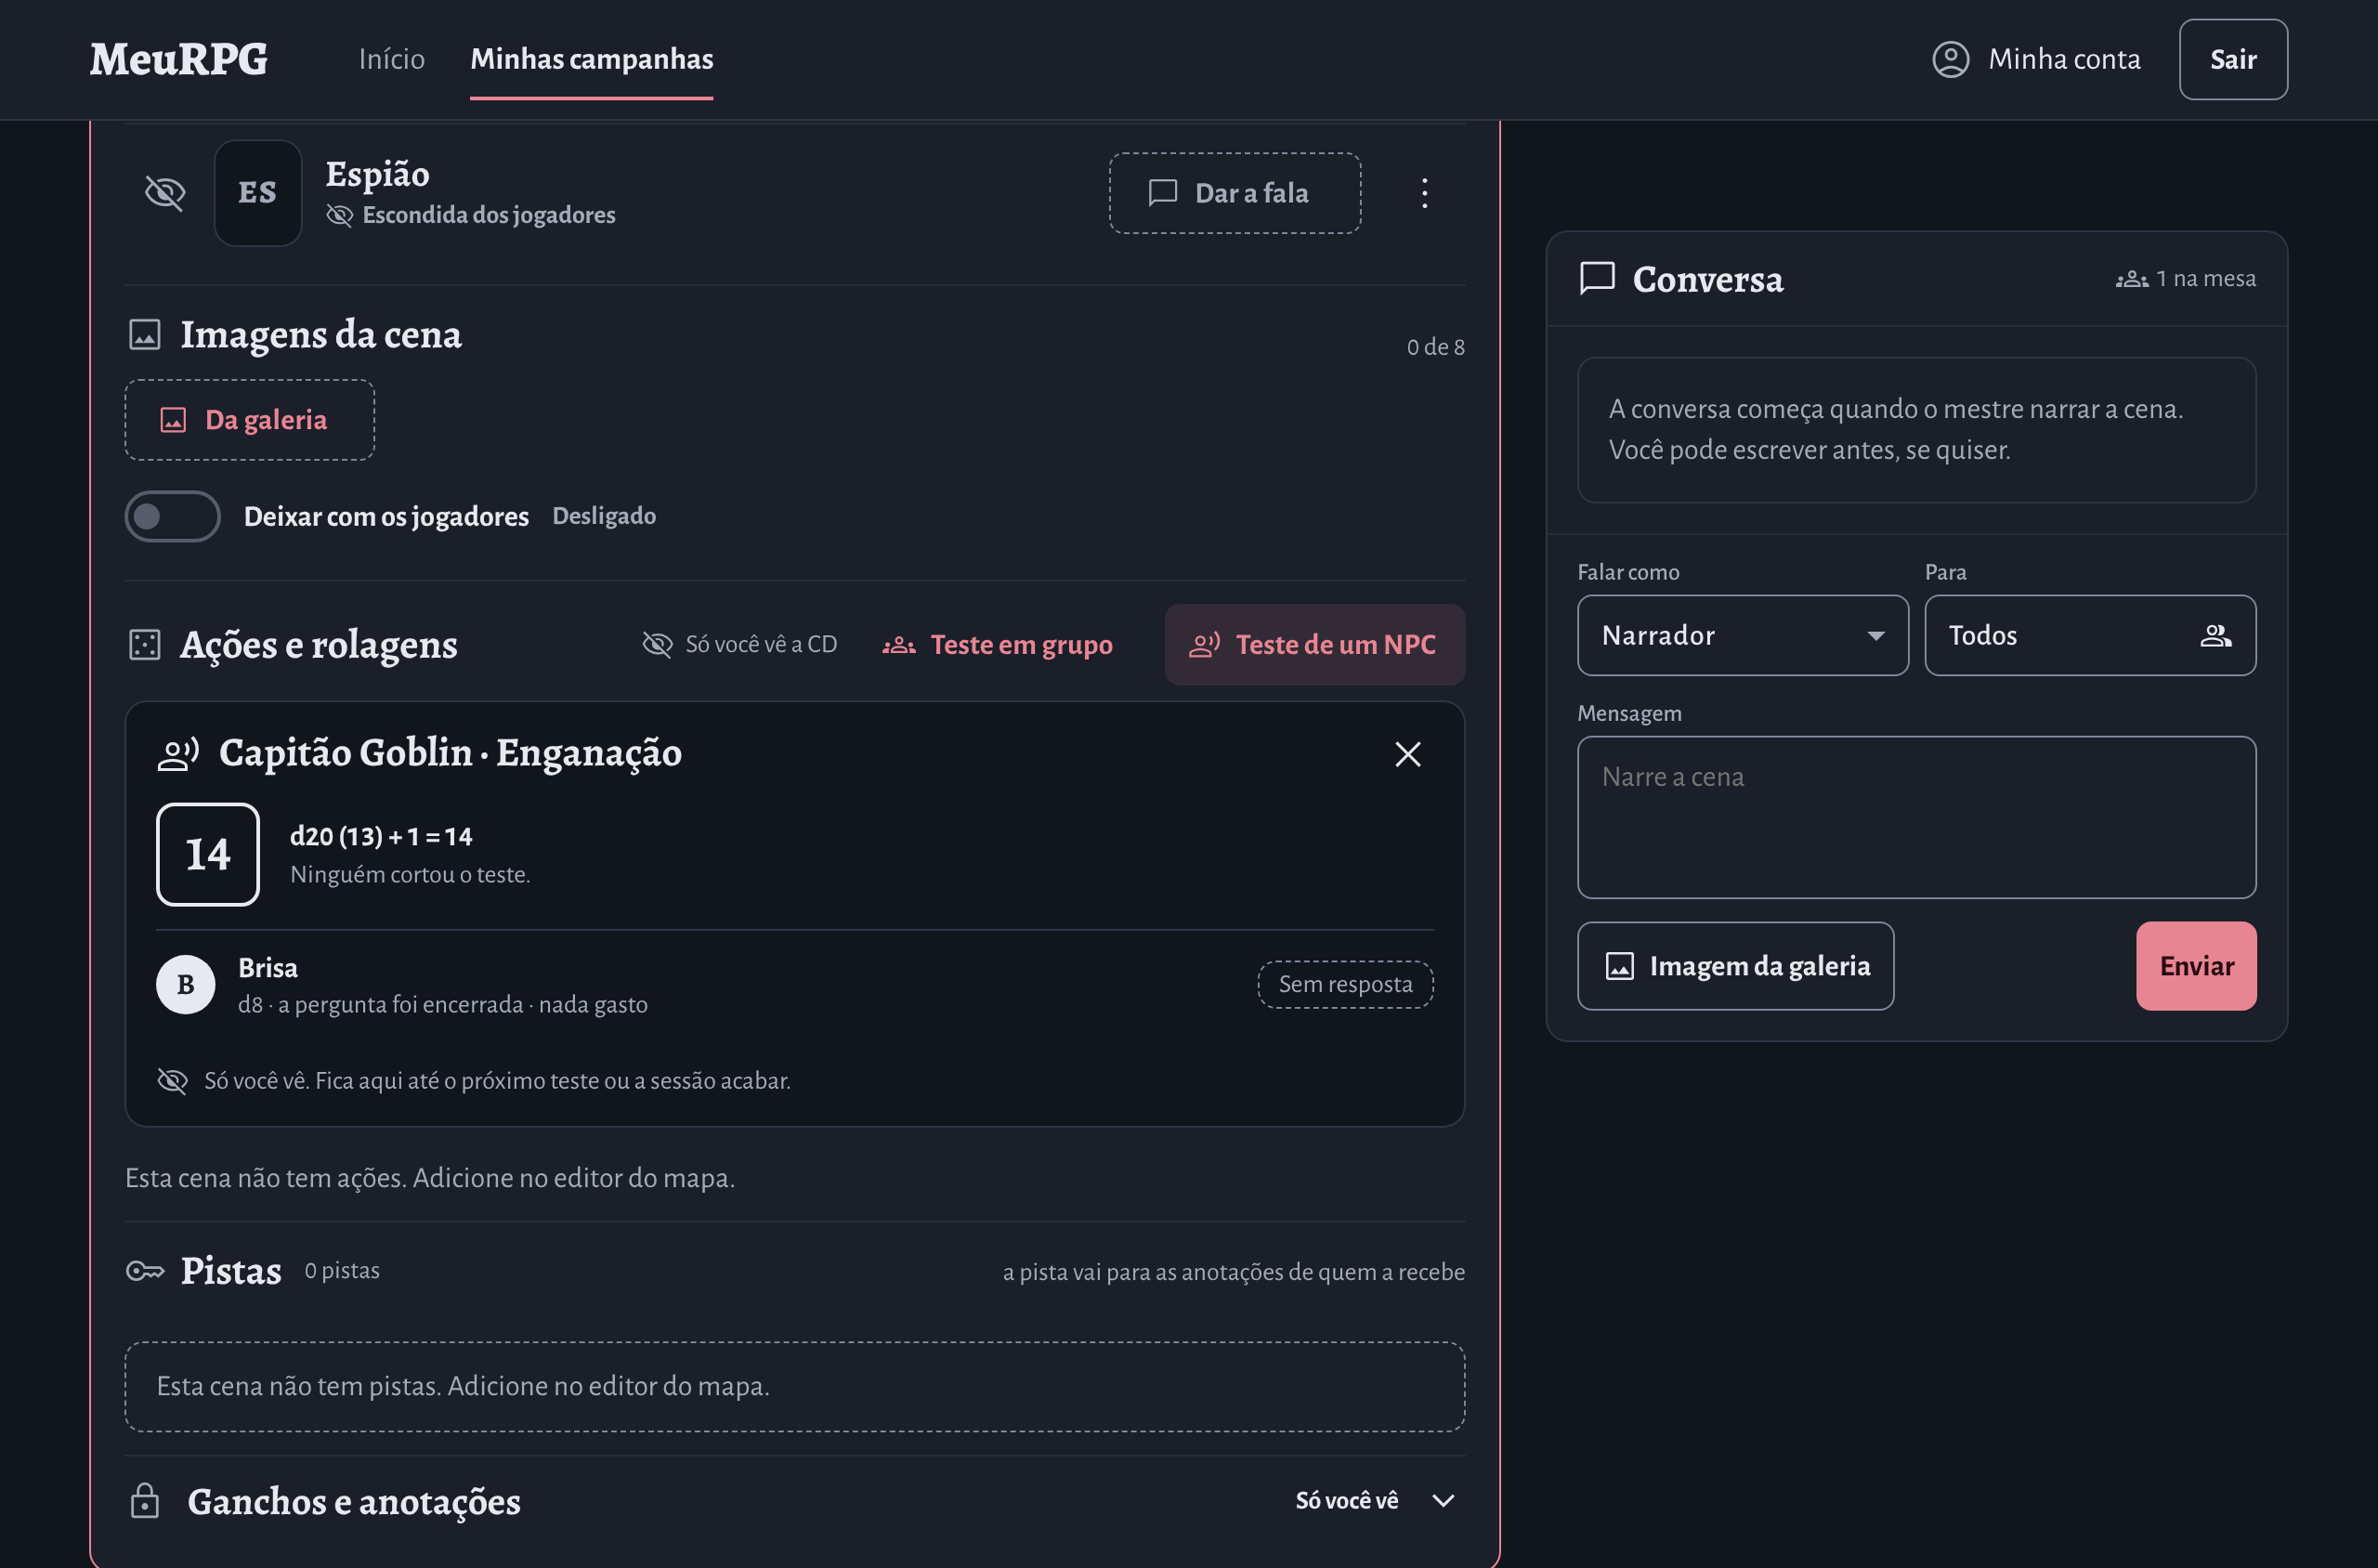 MeuRPG
Início
Minhas campanhas
Minha conta
Sair
ES
Espião
Escondida dos jogadores
Dar a fala
Imagens da cena
0 de 8
Da galeria
Deixar com os jogadores
Desligado
Ações e rolagens
Só você vê a CD
Teste em grupo
Teste de um NPC
Capitão Goblin · Enganação
14
d20 (13) + 1 = 14
Ninguém cortou o teste.
B
Brisa
d8 · a pergunta foi encerrada · nada gasto
Sem resposta
Só você vê. Fica aqui até o próximo teste ou a sessão acabar.
Esta cena não tem ações. Adicione no editor do mapa.
Pistas
0 pistas
a pista vai para as anotações de quem a recebe
Esta cena não tem pistas. Adicione no editor do mapa.
Ganchos e anotações
Só você vê
Conversa
1 na mesa
A conversa começa quando o mestre narrar a cena.
Você pode escrever antes, se quiser.
Falar como
Para
Narrador
Todos
Mensagem
Narre a cena
Imagem da galeria
Enviar